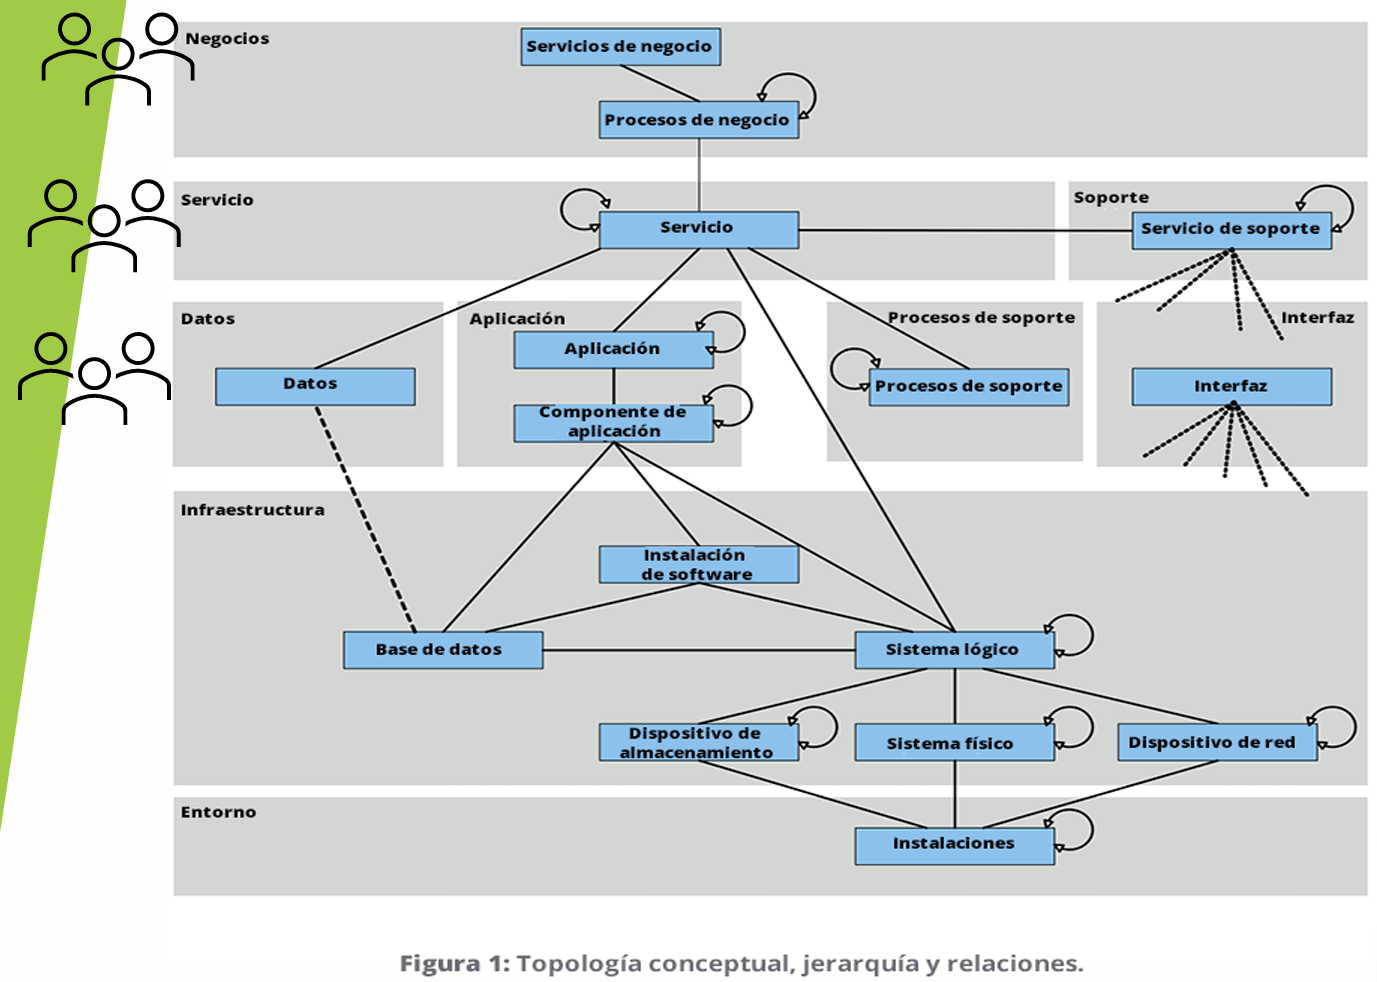 Negocios
Servicios de negocio
Procesos de negocio
Servicio
Servicio
Soporte
Servicio de soporte
Datos
Datos
Aplicación
Aplicación
Componente de
aplicación
Procesos de soporte
Procesos de soporte
Interfaz
Interfaz
Infraestructura
Instalación
de software
Base de datos
Sistema lógico
Dispositivo de
almacenamiento
Sistema físico
Dispositivo de red
Entorno
Instalaciones
Figura 1: Topología conceptual, jerarquía y relaciones.